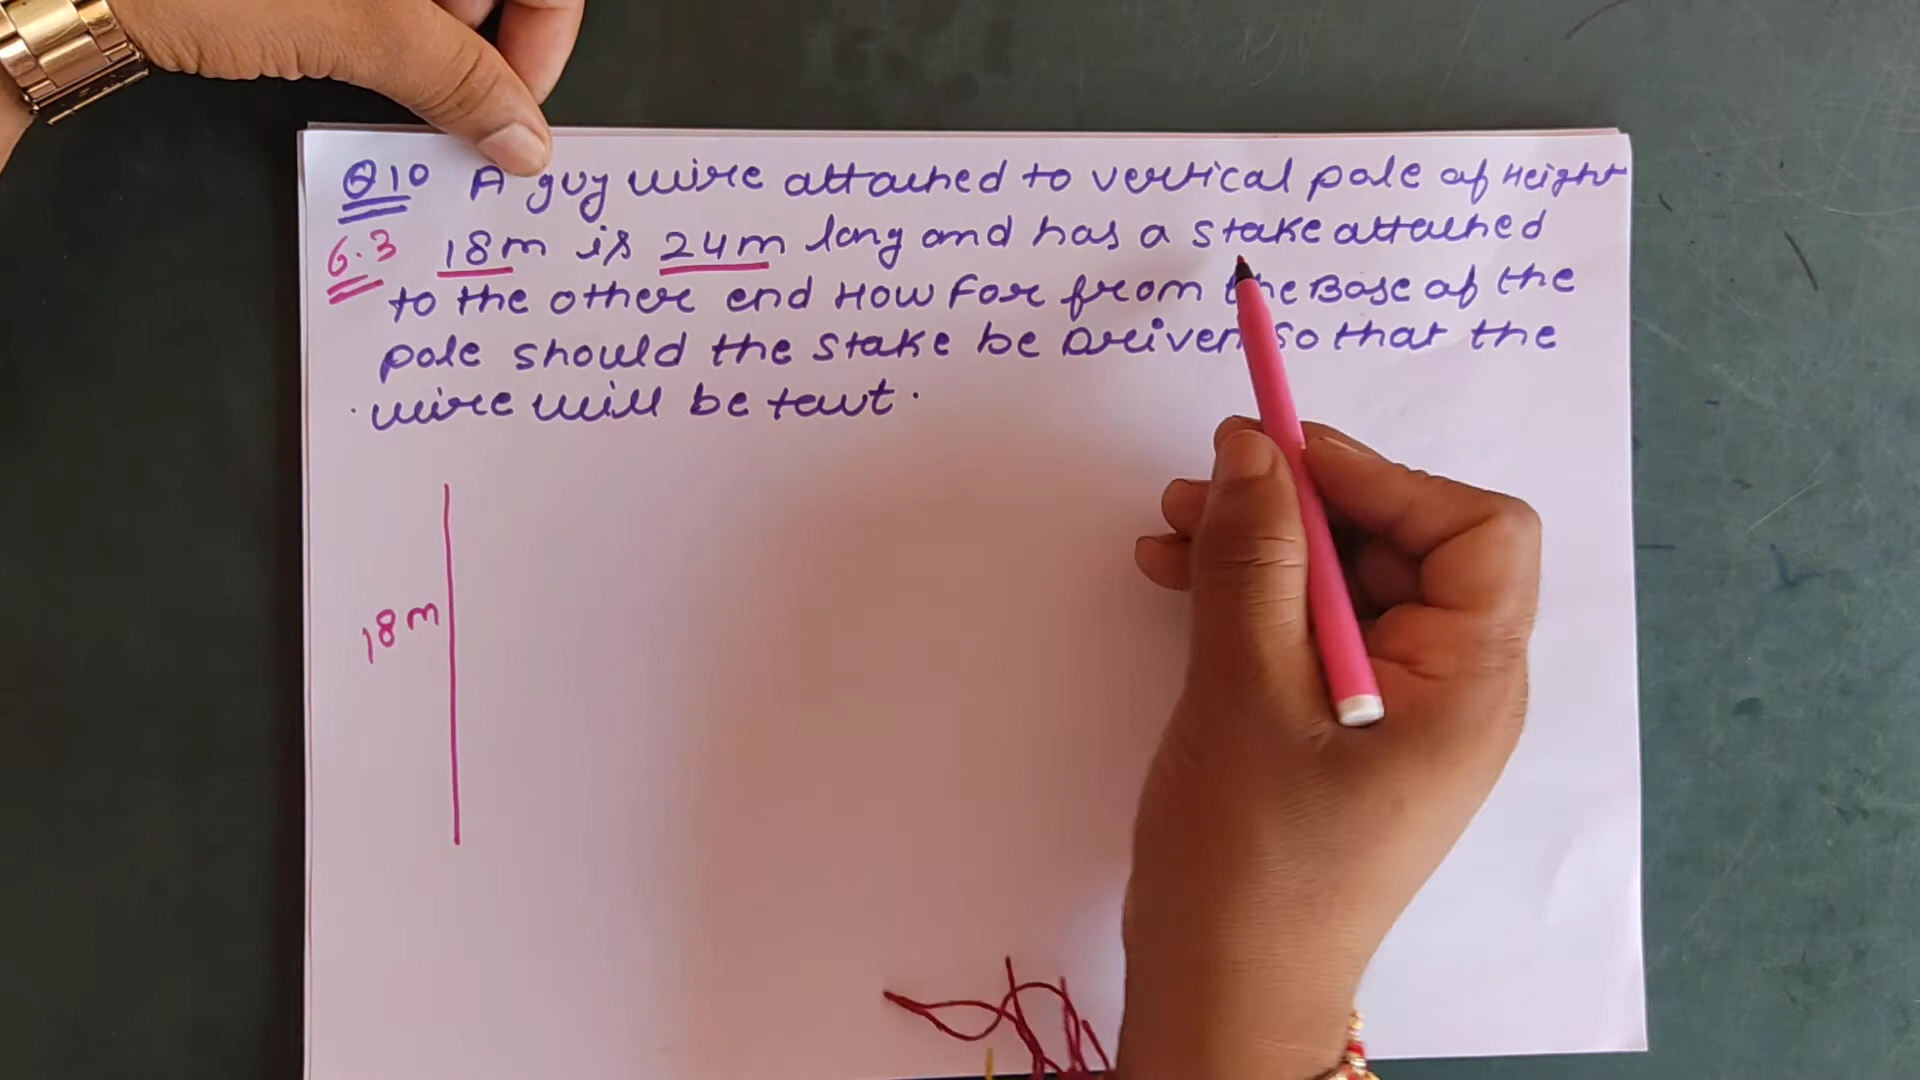 Q10 A guy wire attached to vertical pole of Height
6.3 18m is 24m long and has a stake attached
to the other end How For from the Base of the
pole should the stake be Driven so that the
wire will be taut.
18m